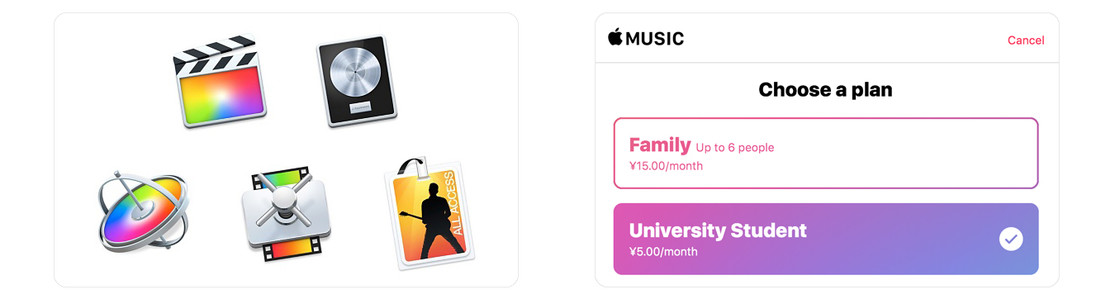 ALL ACCESS
MUSIC
Cancel
Choose a plan
Family Up to 6 people
¥15.00/month
University Student
¥5.00/month